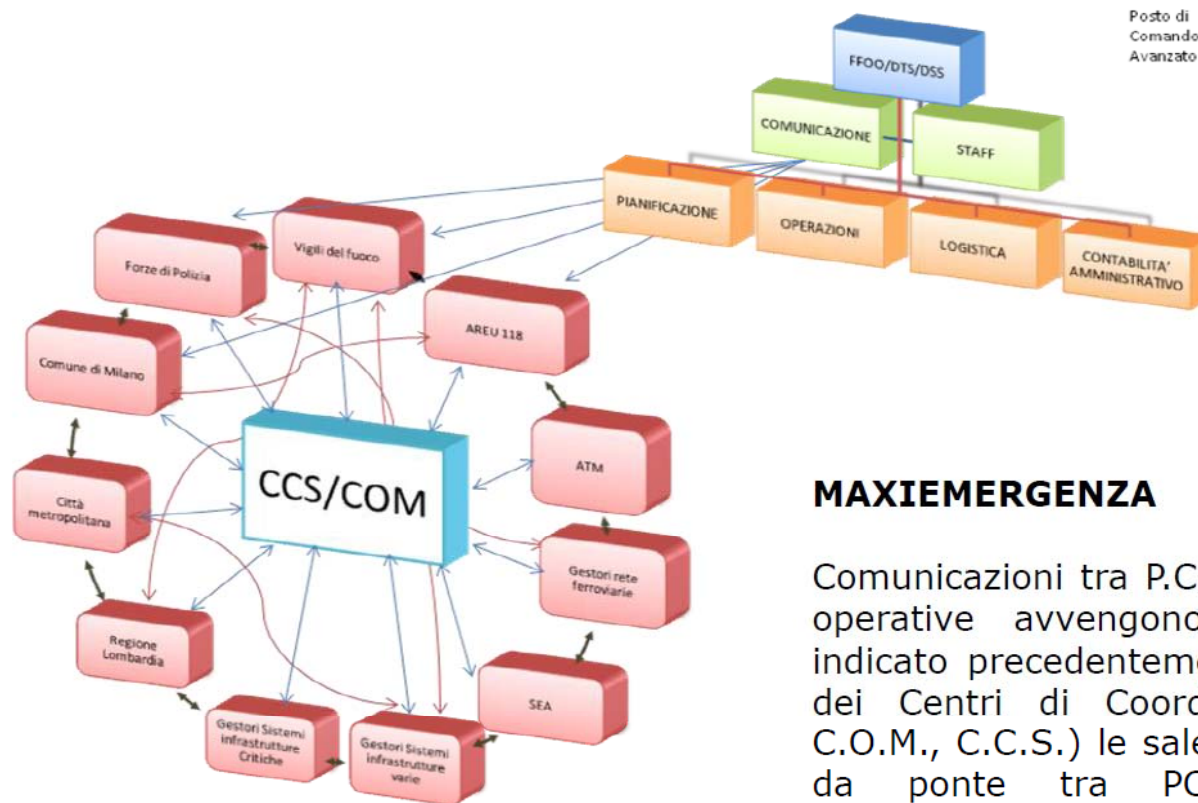 Posto di
Comando
Avanzato
FFOO/DTS/DSS
COMUNICAZIONE
STAFF
PIANIFICAZIONE
OPERAZIONI
LOGISTICA
CONTABILITA'
AMMINISTRATIVO
Vigili del fuoco
Forze di Polizia
AREU 118
Comune di Milano
CCS/COM
ATM
Città
metropolitana
Gestori rete
ferroviarie
Regione
Lombardia
SEA
Gestori Sistemi
infrastrutture
Critiche
Gestori Sistemi
infrastrutture
varie
MAXIEMERGENZA
Comunicazioni tra P.C
operative avvengono
indicato precedenteme
dei Centri di Coord
C.O.M., C.C.S.) le sale
da ponte tra PC